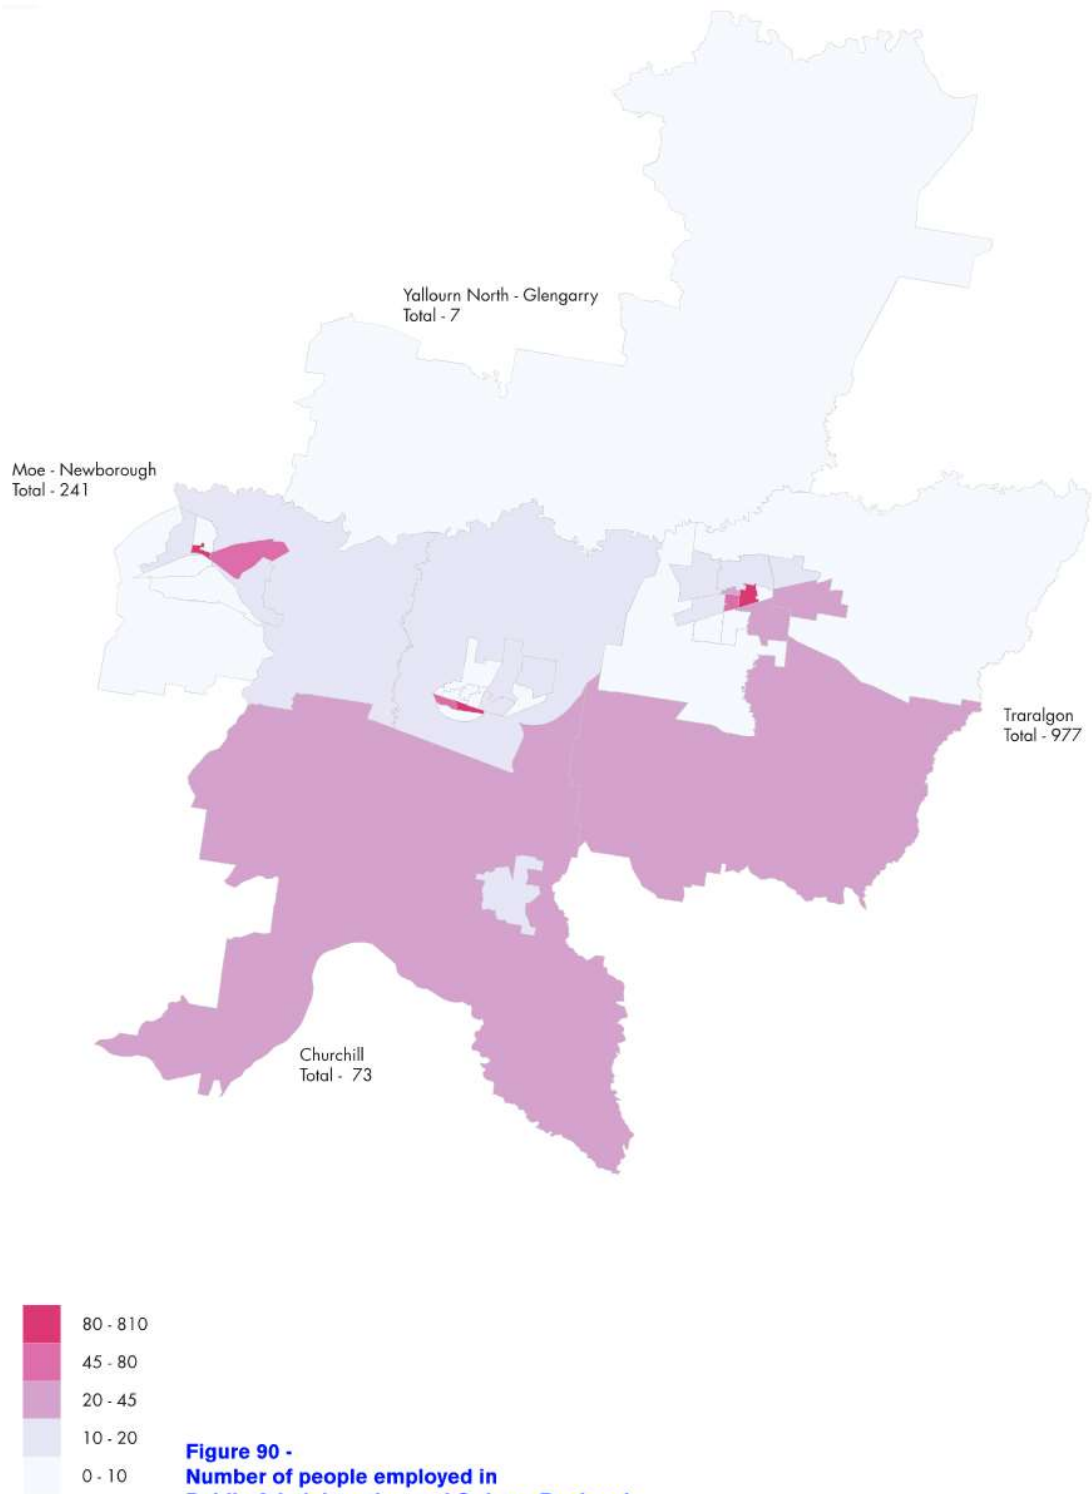 Yallourn North - Glengarry
Total - 7
Moe - Newborough
Total - 241
Traralgon
Total - 977
Churchill
Total - 73
80 - 810
45 - 80
20 - 45
10 - 20
0 - 10
Figure 90 -
Number of people employed in